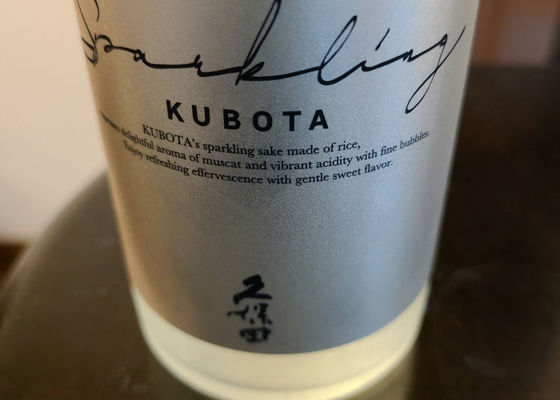 Sparkling
KUBOTA
KUBOTA's sparkling sake made of rice,
delightful aroma of muscat and vibrant acidity with fine bubbles.
Enjoy refreshing effervescence with gentle sweet flavor.
久保田